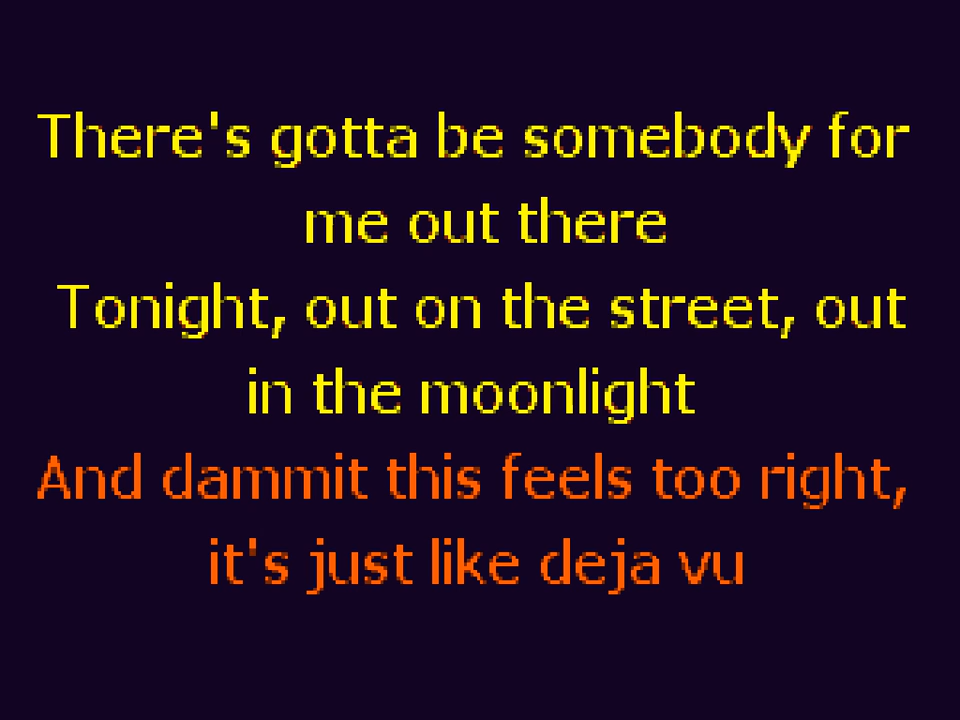 There's gotta be somebody for
me out there
Tonight, out on the street, out
in the moonlight
And dammit this feels too right,
it's just like deja vu